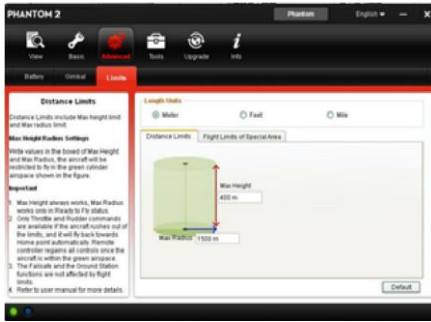 PHANTOM 2
Phantom
English
View
Basic
Advanced
Tools
Upgrade
Info
Battery
Gimbal
Limits
Distance Limits
Distance Limits include Max height limit
and Max radius limit.
Max Height Radius Settings
Write values in the boxed of Max Height
and Max Radius, the aircraft will be
restricted to fly in the green cylinder
airspace shown in the figure.
Important
1. Max Height always works, Max Radius
works only in Ready to Fly status.
2. Only Throttle and Rudder commands
are available if the aircraft rushes out of
the limits, and it will fly back towards
Home point automatically. Remote
controller regains all controls once the
aircraft is within the green airspace.
3. The Failsafe and the Ground Station
functions are not affected by flight
limits.
4. Refer to user manual for more details.
Length Units
Meter
Feet
Mile
Distance Limits
Flight Limits of Special Area
Max Height
400 m
Max Radius 1500 m
Default